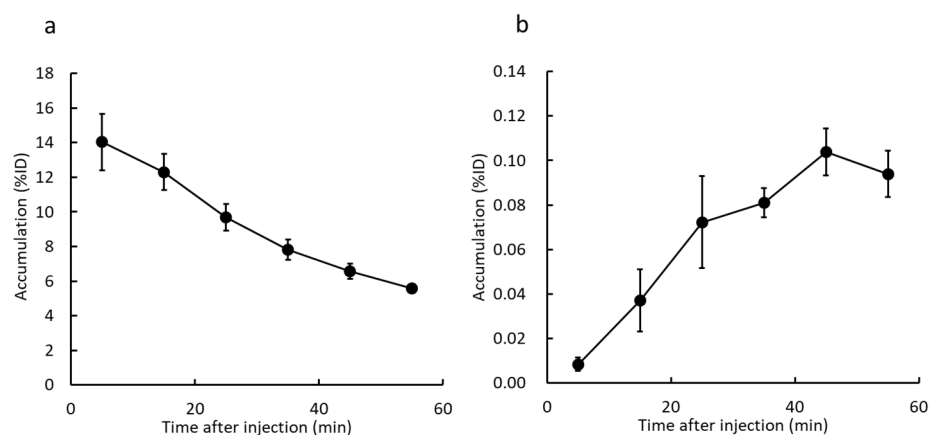 a
18
16
14
12
10
8
6
4
2
0
Accumulation (%ID)
0 20 40 60
Time after injection (min)
b
0.14
0.12
0.10
0.08
0.06
0.04
0.02
0.00
Accumulation (%ID)
0 20 40 60
Time after injection (min)